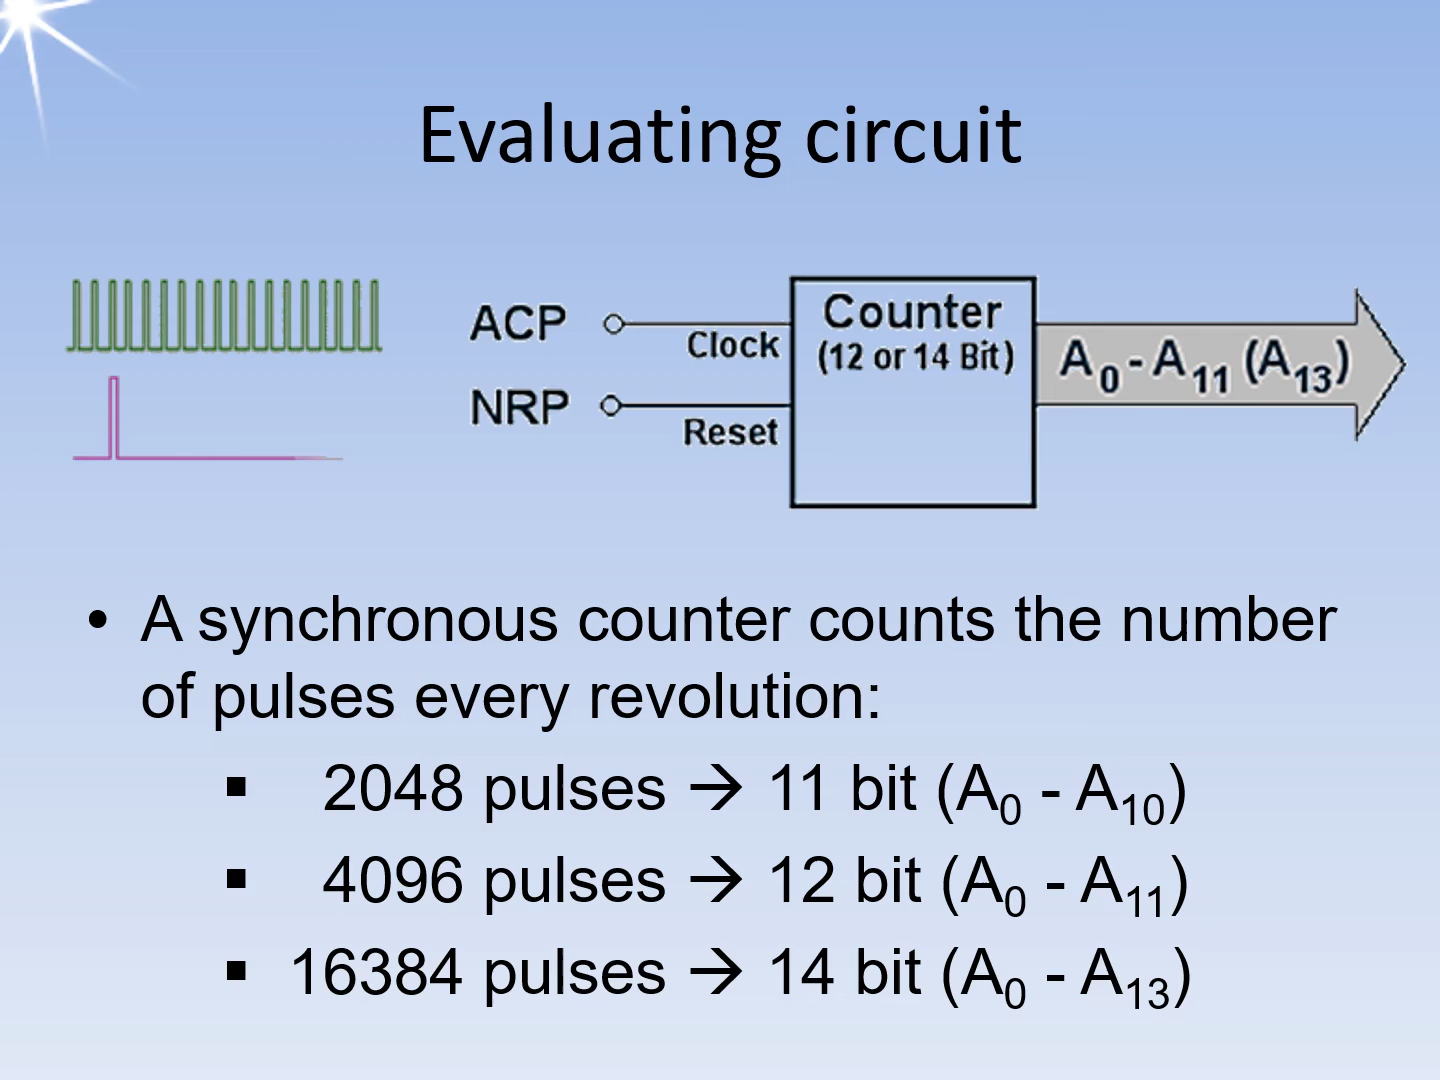 Evaluating circuit
ACP
Clock
NRP
Reset
Counter
(12 or 14 Bit)
A₀ - A₁₁ (A₁₃)
• A synchronous counter counts the number
of pulses every revolution:
▪ 2048 pulses → 11 bit (A₀ - A₁₀)
▪ 4096 pulses → 12 bit (A₀ - A₁₁)
▪ 16384 pulses → 14 bit (A₀ - A₁₃)